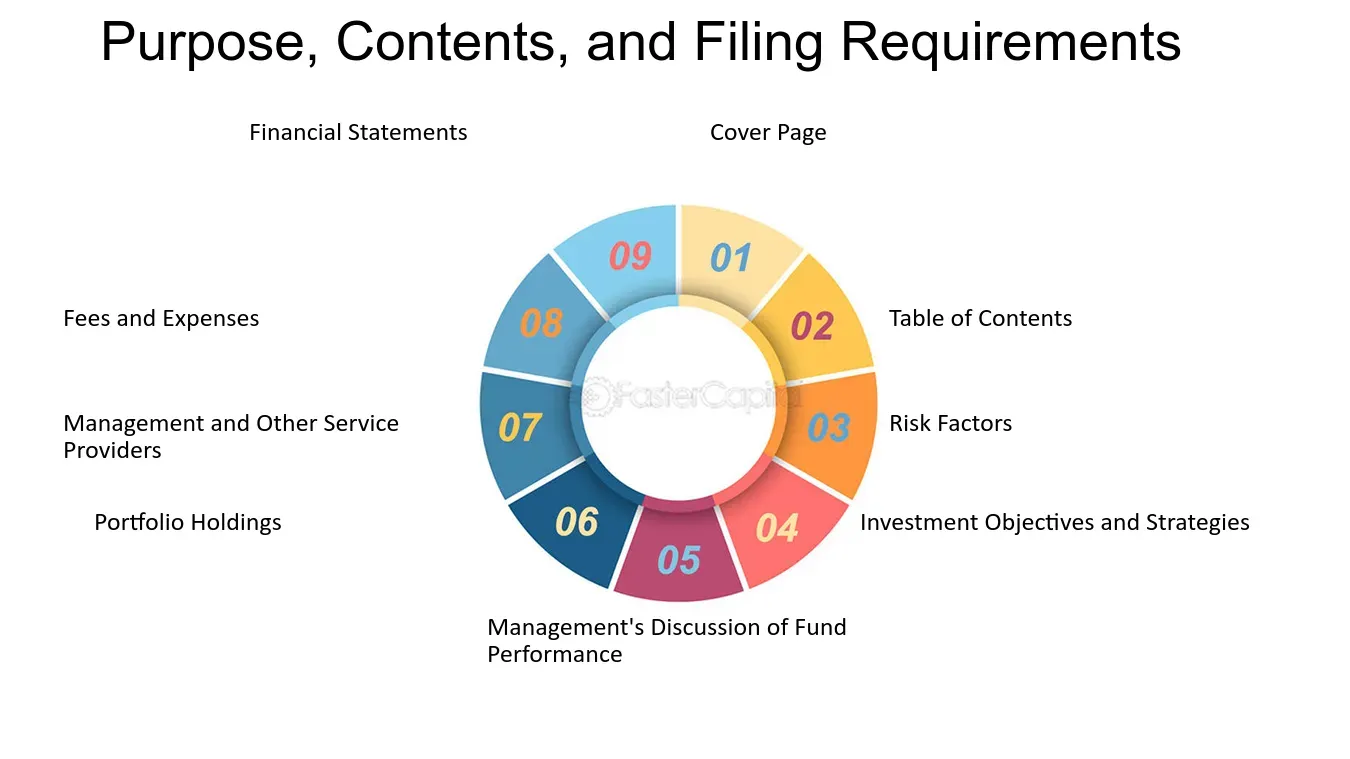 Purpose, Contents, and Filing Requirements
Financial Statements
Cover Page
09
01
08
02
Fees and Expenses
Table of Contents
07
03
Management and Other Service
Providers
Risk Factors
06
04
Portfolio Holdings
Investment Objectives and Strategies
05
Management's Discussion of Fund
Performance
FasterCapital